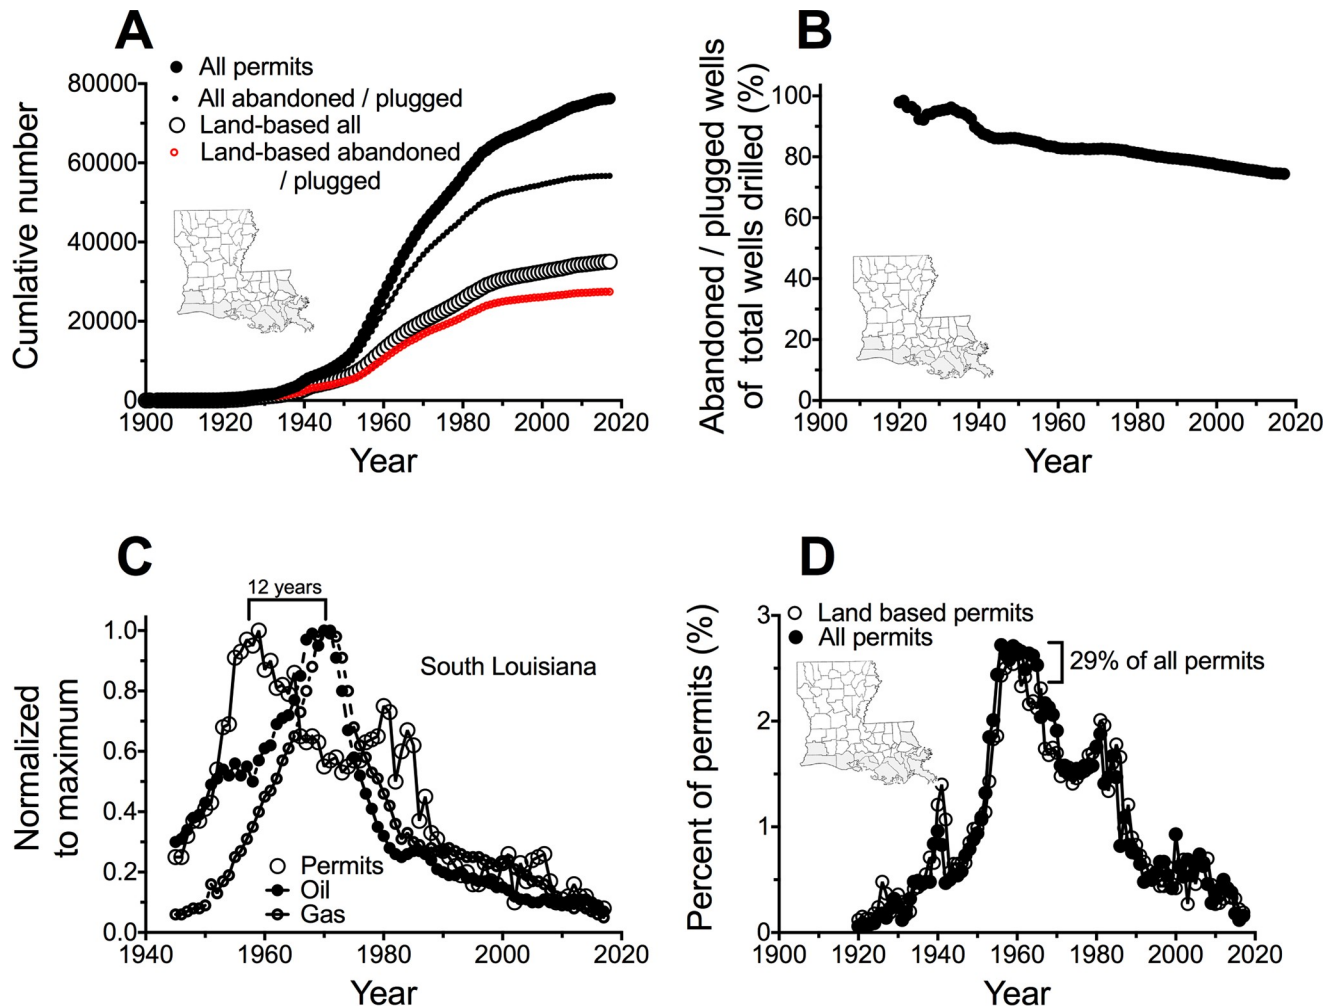 A
All permits
All abandoned / plugged
Land-based all
Land-based abandoned
/ plugged
Cumlative number
80000
60000
40000
20000
0
1900 1920 1940 1960 1980 2000 2020
Year
B
Abandoned / plugged wells
of total wells drilled (%)
100
80
60
40
20
0
1900 1920 1940 1960 1980 2000 2020
Year
C
12 years
South Louisiana
Normalized
to maximum
1.0
0.8
0.6
0.4
0.2
0.0
Permits
Oil
Gas
1940 1960 1980 2000 2020
Year
D
Land based permits
All permits
29% of all permits
Percent of permits (%)
3
2
1
0
1900 1920 1940 1960 1980 2000 2020
Year